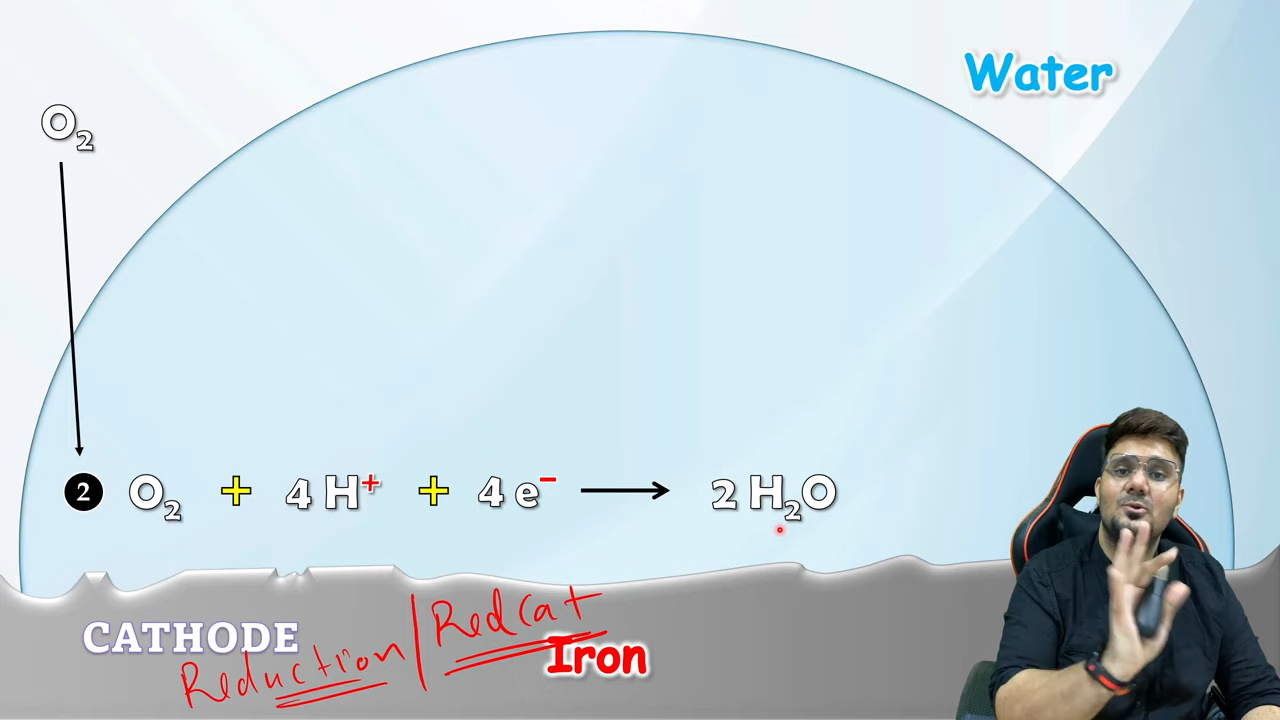 Water
O₂
2 O₂ + 4 H⁺ + 4 e⁻ → 2 H₂O
CATHODE
Reduction / Redcat
Iron